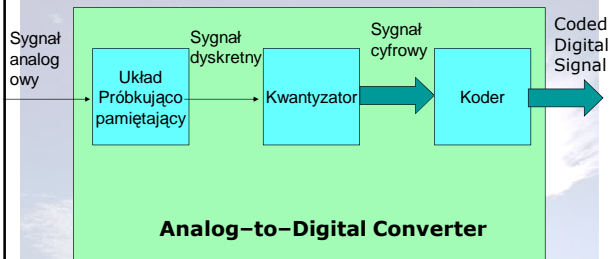 Sygnał
analog
owy
Układ
Próbkująco
pamiętający
Sygnał
dyskretny
Kwantyzator
Sygnał
cyfrowy
Koder
Coded
Digital
Signal
Analog–to–Digital Converter